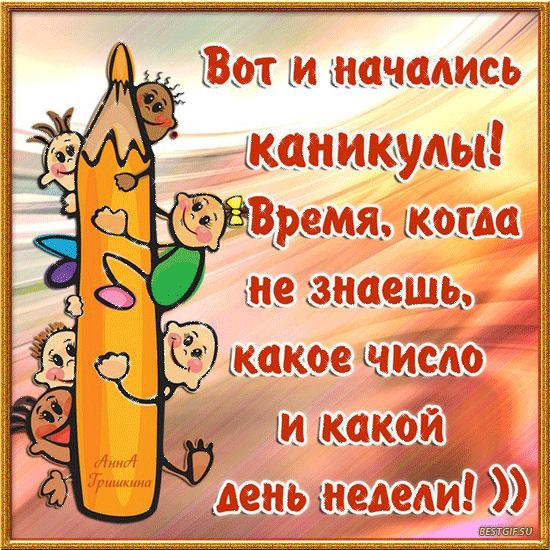 Вот и начались
каникулы!
Время, когда
не знаешь,
какое число
и какой
день недели! ))
АннА
Гришкина
BESTGIF.SU